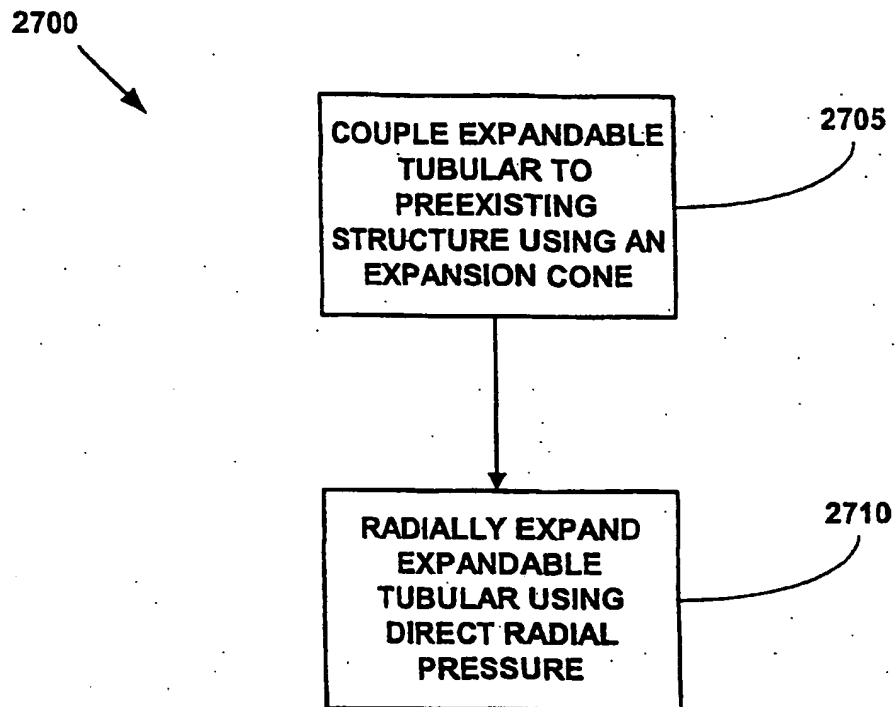 2700
COUPLE EXPANDABLE
TUBULAR TO
PREEXISTING
STRUCTURE USING AN
EXPANSION CONE
2705
RADIALLY EXPAND
EXPANDABLE
TUBULAR USING
DIRECT RADIAL
PRESSURE
2710